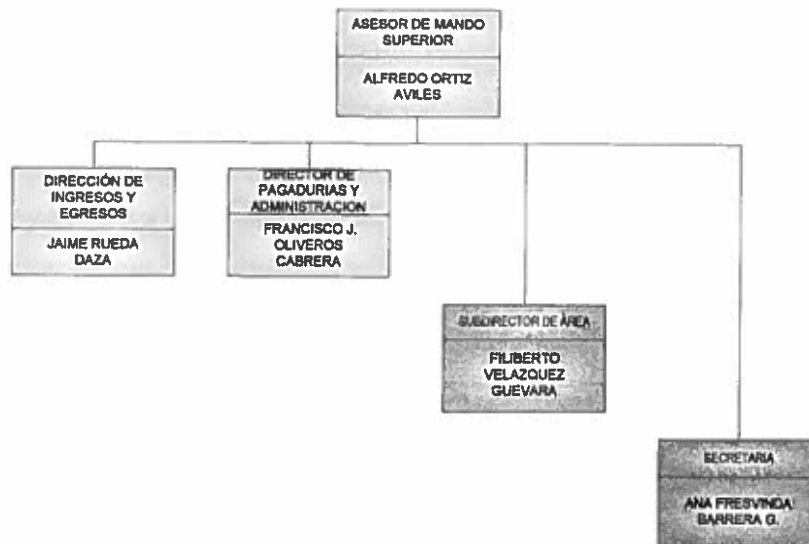 ASESOR DE MANDO
SUPERIOR
ALFREDO ORTIZ
AVILES
DIRECCIÓN DE
INGRESOS Y
EGRESOS
JAIME RUEDA
DAZA
DIRECTOR DE
PAGADURIAS Y
ADMINISTRACION
FRANCISCO J.
OLIVEROS
CABRERA
SUBDIRECTOR DE ÀREA
FILIBERTO
VELAZQUEZ
GUEVARA
SECRETARIA
ANA FRESVINDA
BARRERA G.